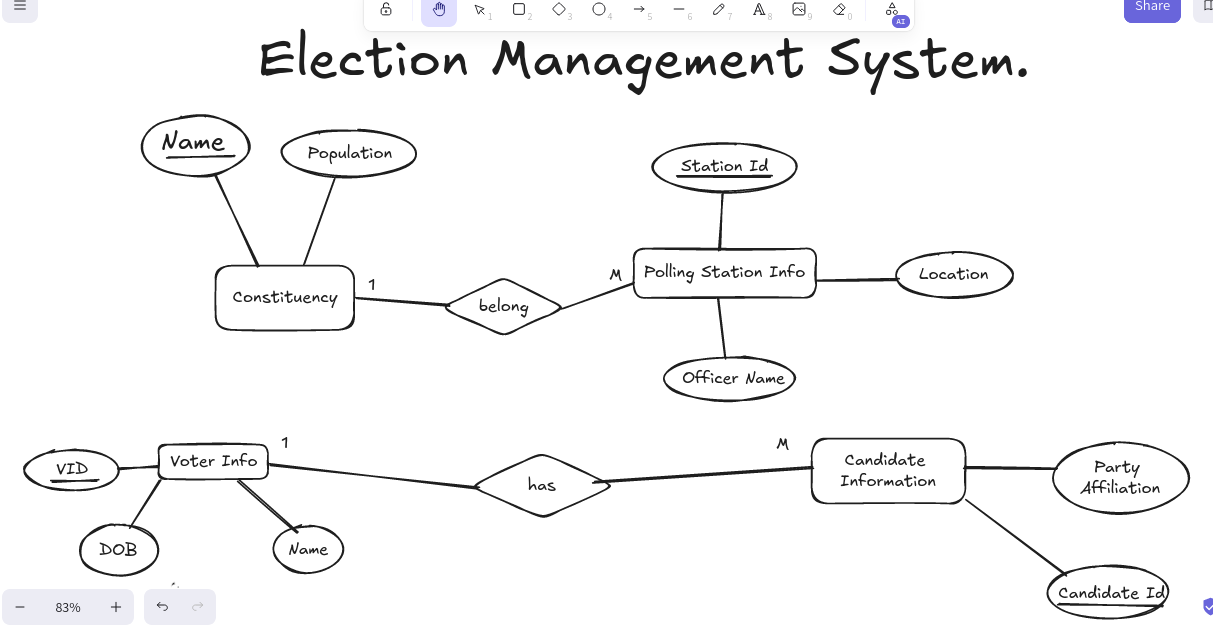 1
2
3
4
5
6
7
A 8
9
0
AI
Share
Election Management System.
Name
Population
Station Id
Constituency
1
belong
M
Polling Station Info
Location
Officer Name
VID
Voter Info
1
has
M
Candidate
Information
Party
Affiliation
DOB
Name
Candidate Id
83%